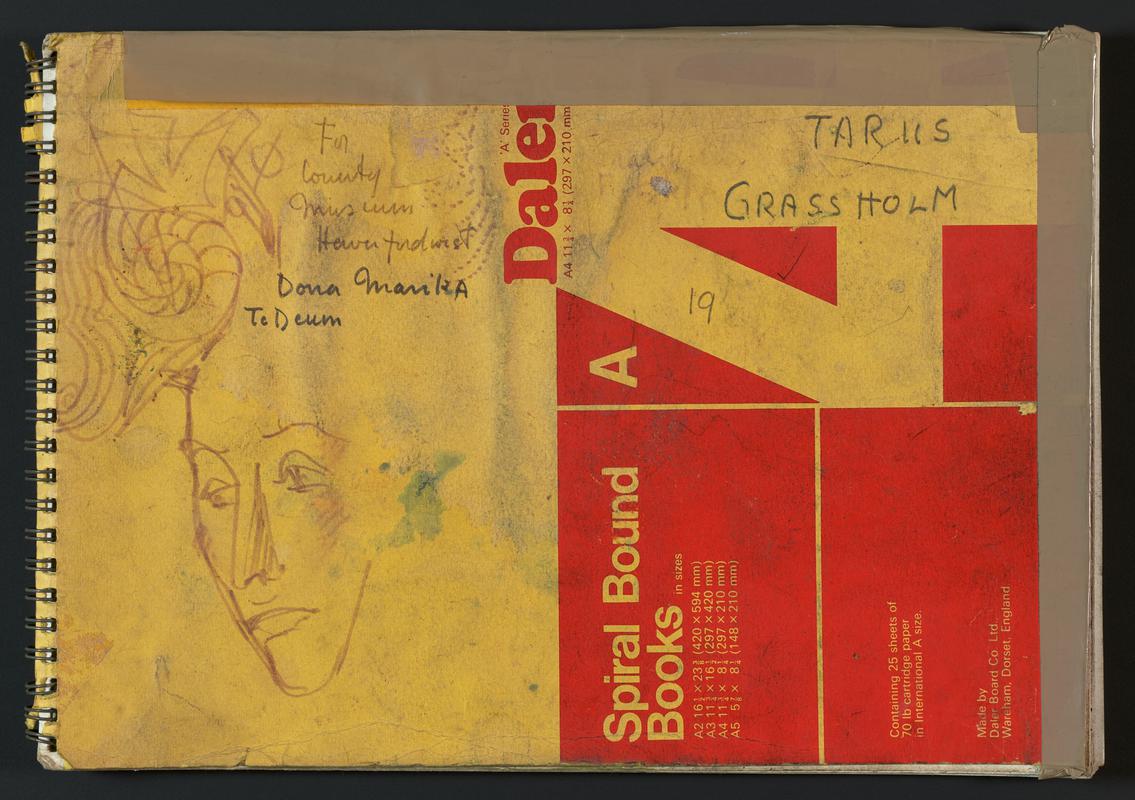 For
County
Museum
Haverfordwest
Dona Marika
Te Deum
TARUS
GRASSHOLM
19
'A' Series
Daler
A4 11¾ × 8¼ (297 × 210 mm
A
Spiral Bound
Books in sizes
A2 16½ × 23⅜ (420 × 594 mm)
A3 11¾ × 16½ (297 × 420 mm)
A4 11¾ × 8¼ (297 × 210 mm)
A5 5⅞ × 8¼ (148 × 210 mm)
Containing 25 sheets of
70 lb cartridge paper
in International A size.
Made by
Daler Board Co. Ltd.,
Wareham, Dorset, England